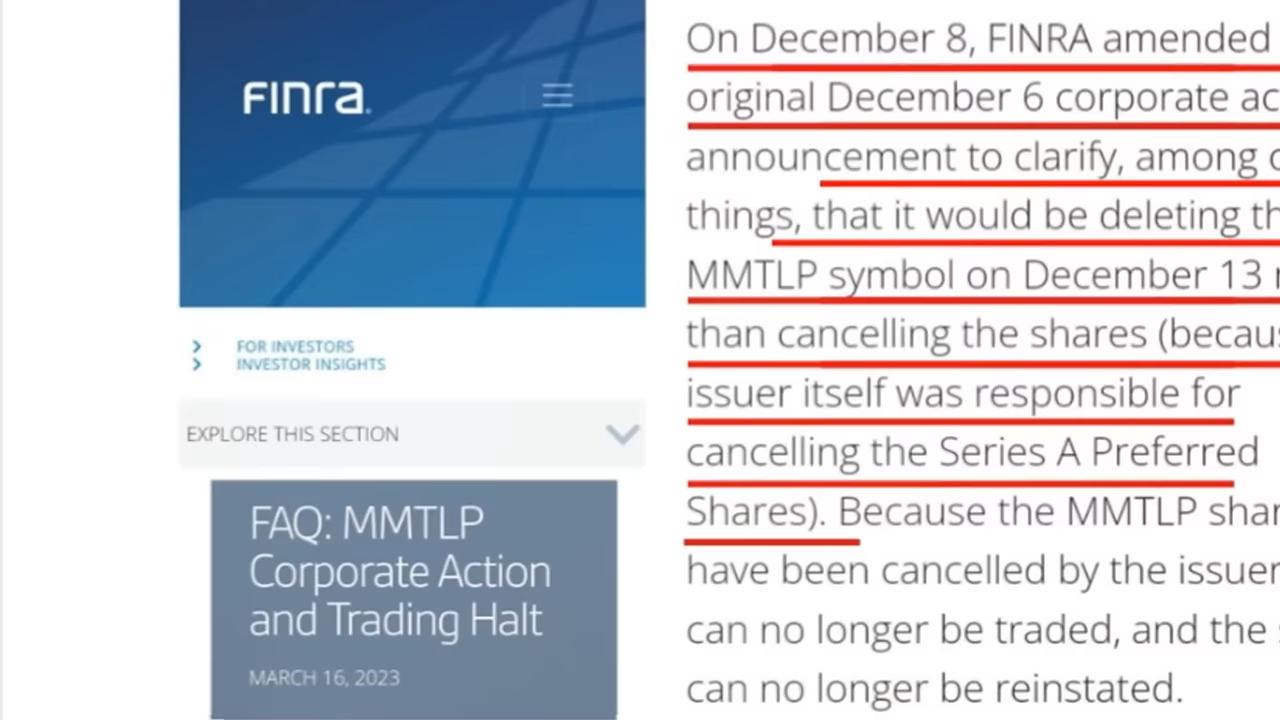 FINRA
FOR INVESTORS
INVESTOR INSIGHTS
EXPLORE THIS SECTION
FAQ: MMTLP
Corporate Action
and Trading Halt
MARCH 16, 2023
On December 8, FINRA amended
original December 6 corporate ac
announcement to clarify, among
things, that it would be deleting th
MMTLP symbol on December 13
than cancelling the shares (becau
issuer itself was responsible for
cancelling the Series A Preferred
Shares). Because the MMTLP shar
have been cancelled by the issuer
can no longer be traded, and the
can no longer be reinstated.